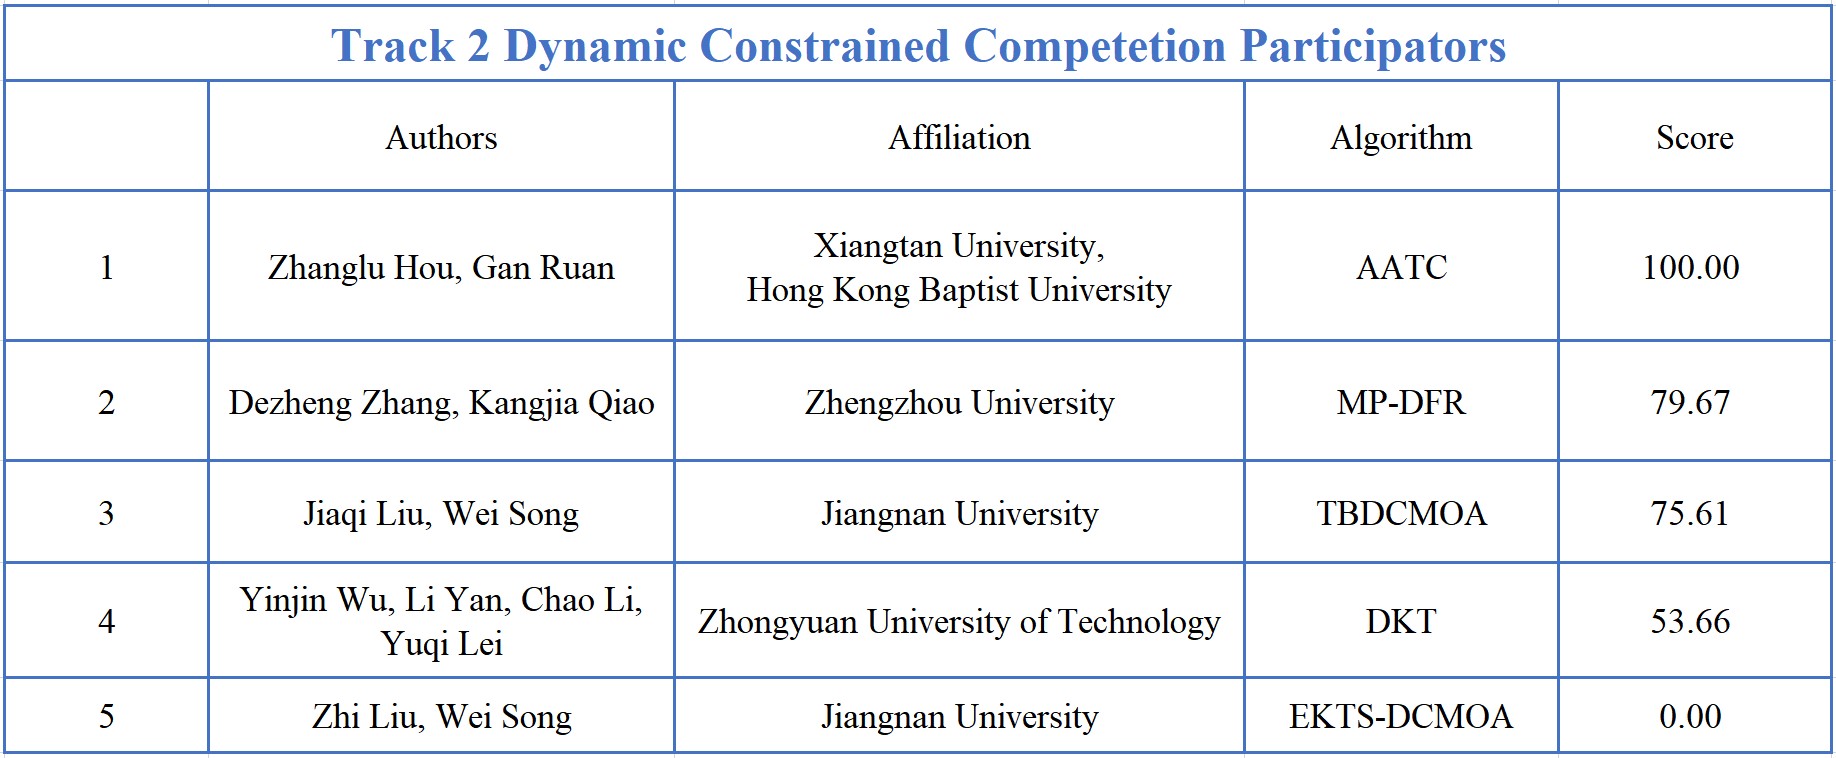 Track 2 Dynamic Constrained Competetion Participators
Authors Affiliation Algorithm Score
1 Zhanglu Hou, Gan Ruan Xiangtan University,
Hong Kong Baptist University AATC 100.00
2 Dezheng Zhang, Kangjia Qiao Zhengzhou University MP-DFR 79.67
3 Jiaqi Liu, Wei Song Jiangnan University TBDCMOA 75.61
4 Yinjin Wu, Li Yan, Chao Li,
Yuqi Lei Zhongyuan University of Technology DKT 53.66
5 Zhi Liu, Wei Song Jiangnan University EKTS-DCMOA 0.00